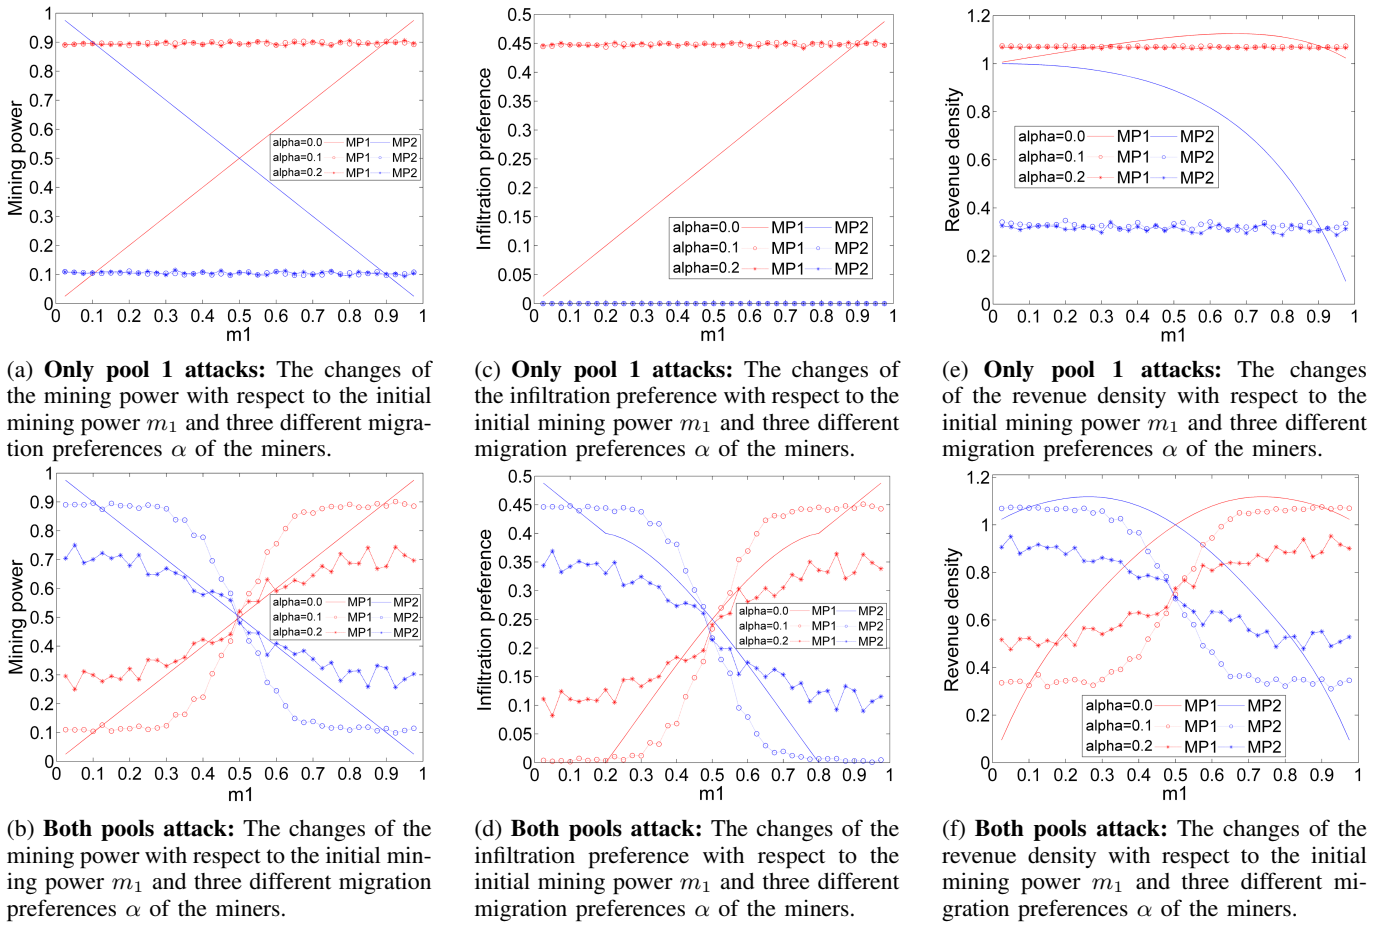 Mining power
1
0.9
0.8
0.7
0.6
0.5
0.4
0.3
0.2
0.1
0
0 0.1 0.2 0.3 0.4 0.5 0.6 0.7 0.8 0.9 1
m1
alpha=0.0 MP1 MP2
alpha=0.1 MP1 MP2
alpha=0.2 MP1 MP2
(a) Only pool 1 attacks: The changes of
the mining power with respect to the initial
mining power m1 and three different migra-
tion preferences α of the miners.
Infiltration preference
0.5
0.45
0.4
0.35
0.3
0.25
0.2
0.15
0.1
0.05
0
0 0.1 0.2 0.3 0.4 0.5 0.6 0.7 0.8 0.9 1
m1
alpha=0.0 MP1 MP2
alpha=0.1 MP1 MP2
alpha=0.2 MP1 MP2
(c) Only pool 1 attacks: The changes of
the infiltration preference with respect to the
initial mining power m1 and three different
migration preferences α of the miners.
Revenue density
1.2
1
0.8
0.6
0.4
0.2
0
0 0.1 0.2 0.3 0.4 0.5 0.6 0.7 0.8 0.9 1
m1
alpha=0.0 MP1 MP2
alpha=0.1 MP1 MP2
alpha=0.2 MP1 MP2
(e) Only pool 1 attacks: The changes
of the revenue density with respect to the
initial mining power m1 and three different
migration preferences α of the miners.
Mining power
1
0.9
0.8
0.7
0.6
0.5
0.4
0.3
0.2
0.1
0
0 0.1 0.2 0.3 0.4 0.5 0.6 0.7 0.8 0.9 1
m1
alpha=0.0 MP1 MP2
alpha=0.1 MP1 MP2
alpha=0.2 MP1 MP2
(b) Both pools attack: The changes of the
mining power with respect to the initial min-
ing power m1 and three different migration
preferences α of the miners.
Infiltration preference
0.5
0.45
0.4
0.35
0.3
0.25
0.2
0.15
0.1
0.05
0
0 0.1 0.2 0.3 0.4 0.5 0.6 0.7 0.8 0.9 1
m1
alpha=0.0 MP1 MP2
alpha=0.1 MP1 MP2
alpha=0.2 MP1 MP2
(d) Both pools attack: The changes of the
infiltration preference with respect to the
initial mining power m1 and three different
migration preferences α of the miners.
Revenue density
1.2
1
0.8
0.6
0.4
0.2
0
0 0.1 0.2 0.3 0.4 0.5 0.6 0.7 0.8 0.9 1
m1
alpha=0.0 MP1 MP2
alpha=0.1 MP1 MP2
alpha=0.2 MP1 MP2
(f) Both pools attack: The changes of the
revenue density with respect to the initial
mining power m1 and three different mi-
gration preferences α of the miners.